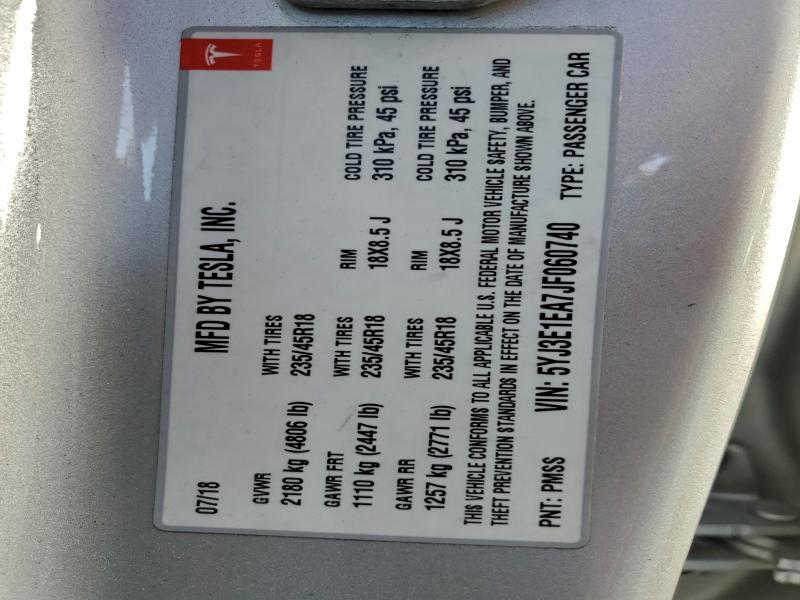 TESLA
07/18 MFD BY TESLA, INC.
GVWR WITH TIRES
2180 kg (4806 lb) 235/45R18
GAWR FRT WITH TIRES RIM COLD TIRE PRESSURE
1110 kg (2447 lb) 235/45R18 18X8.5 J 310 kPa, 45 psi
GAWR RR WITH TIRES RIM COLD TIRE PRESSURE
1257 kg (2771 lb) 235/45R18 18X8.5 J 310 kPa, 45 psi
THIS VEHICLE CONFORMS TO ALL APPLICABLE U.S. FEDERAL MOTOR VEHICLE SAFETY, BUMPER, AND
THEFT PREVENTION STANDARDS IN EFFECT ON THE DATE OF MANUFACTURE SHOWN ABOVE.
PNT: PMSS VIN: 5YJ3E1EA7JF060740 TYPE: PASSENGER CAR